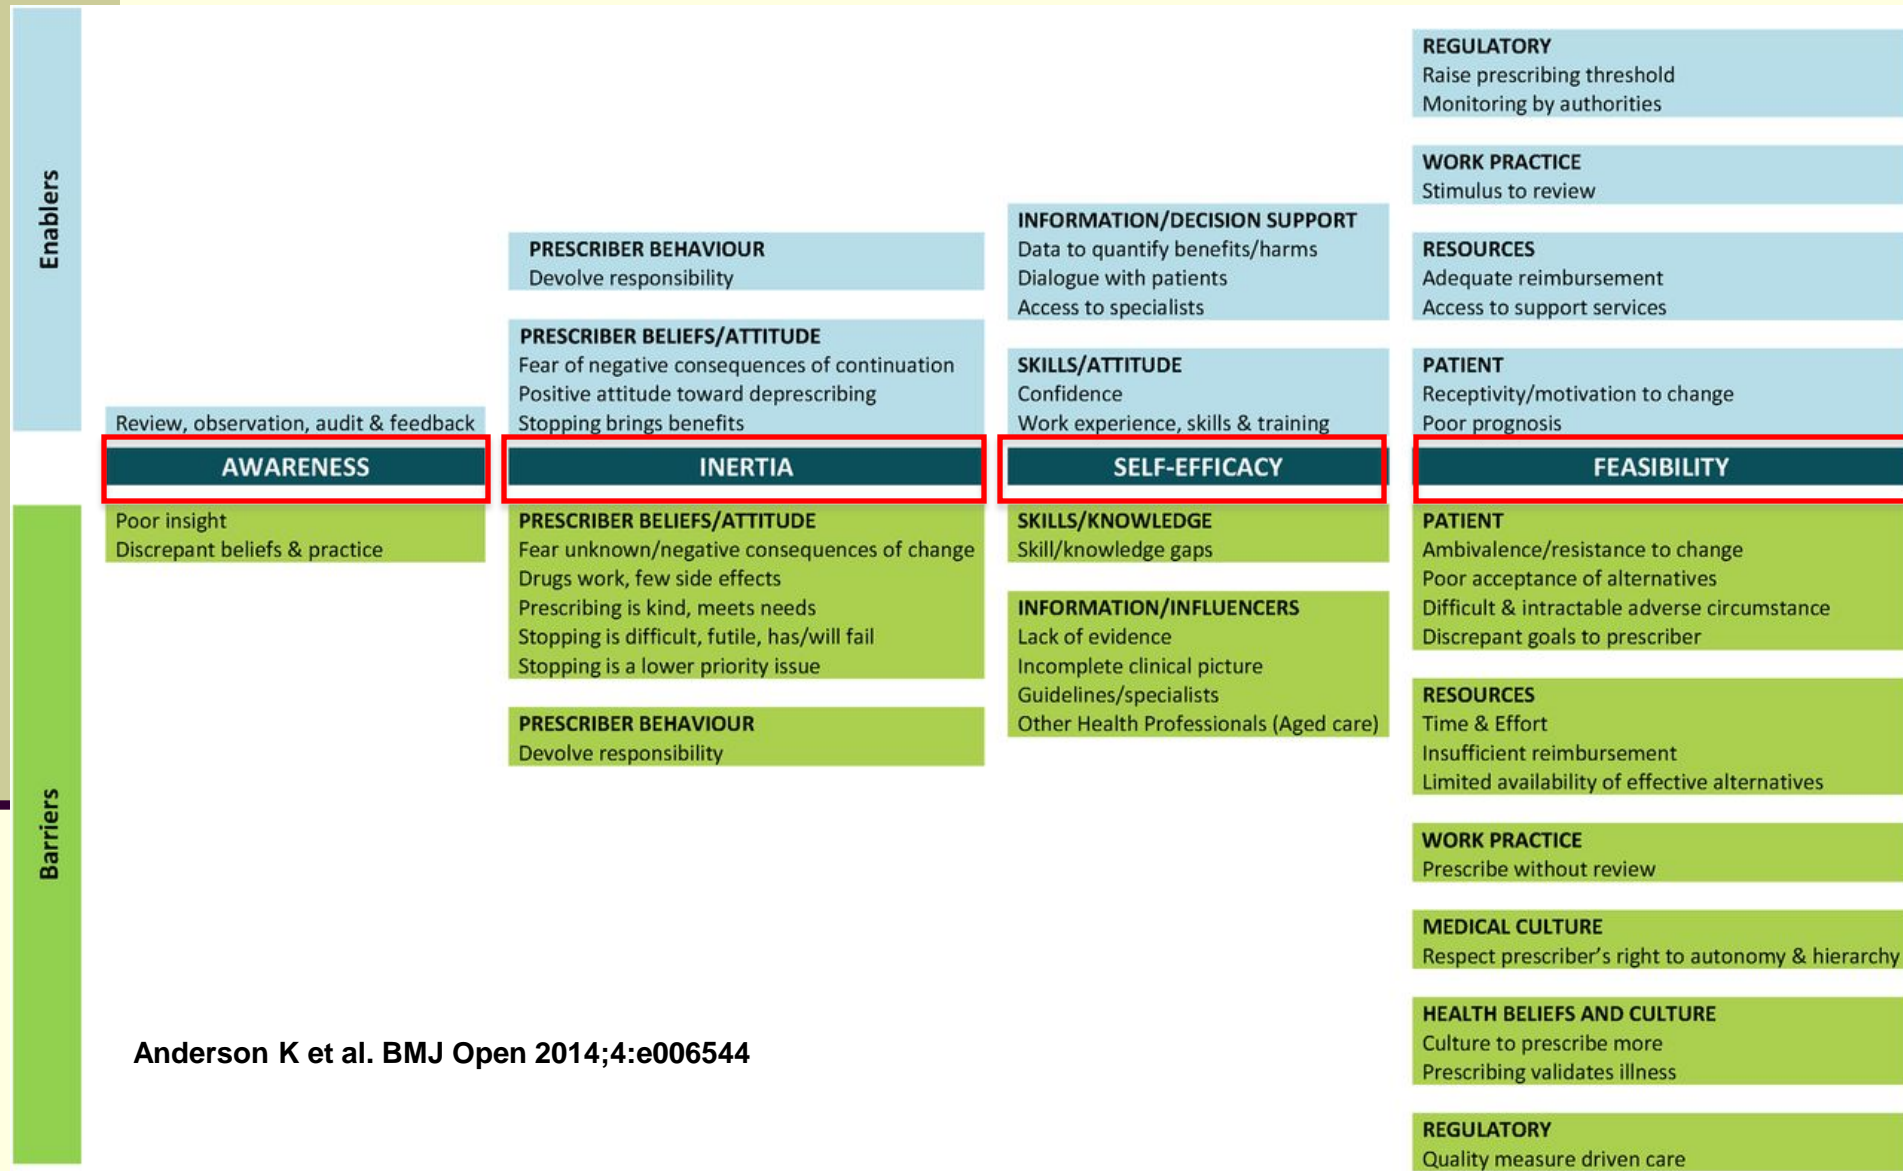 Enablers
Review, observation, audit & feedback
AWARENESS
Poor insight
Discrepant beliefs & practice
PRESCRIBER BEHAVIOUR
Devolve responsibility
PRESCRIBER BELIEFS/ATTITUDE
Fear of negative consequences of continuation
Positive attitude toward deprescribing
Stopping brings benefits
INERTIA
PRESCRIBER BELIEFS/ATTITUDE
Fear unknown/negative consequences of change
Drugs work, few side effects
Prescribing is kind, meets needs
Stopping is difficult, futile, has/will fail
Stopping is a lower priority issue
PRESCRIBER BEHAVIOUR
Devolve responsibility
INFORMATION/DECISION SUPPORT
Data to quantify benefits/harms
Dialogue with patients
Access to specialists
SKILLS/ATTITUDE
Confidence
Work experience, skills & training
SELF-EFFICACY
SKILLS/KNOWLEDGE
Skill/knowledge gaps
INFORMATION/INFLUENCERS
Lack of evidence
Incomplete clinical picture
Guidelines/specialists
Other Health Professionals (Aged care)
REGULATORY
Raise prescribing threshold
Monitoring by authorities
WORK PRACTICE
Stimulus to review
RESOURCES
Adequate reimbursement
Access to support services
PATIENT
Receptivity/motivation to change
Poor prognosis
FEASIBILITY
PATIENT
Ambivalence/resistance to change
Poor acceptance of alternatives
Difficult & intractable adverse circumstance
Discrepant goals to prescriber
RESOURCES
Time & Effort
Insufficient reimbursement
Limited availability of effective alternatives
WORK PRACTICE
Prescribe without review
MEDICAL CULTURE
Respect prescriber's right to autonomy & hierarchy
HEALTH BELIEFS AND CULTURE
Culture to prescribe more
Prescribing validates illness
REGULATORY
Quality measure driven care
Barriers
Anderson K et al. BMJ Open 2014;4:e006544